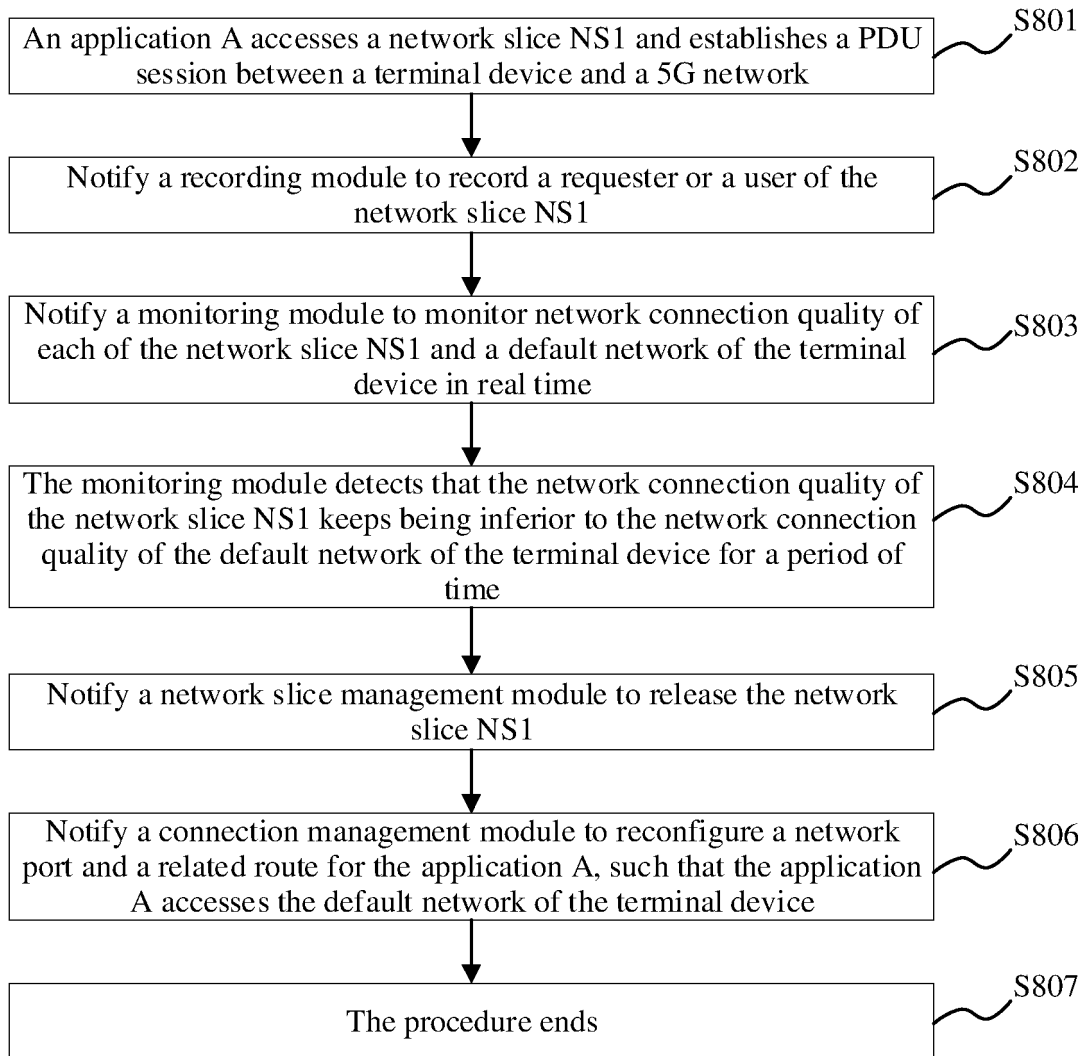 An application A accesses a network slice NS1 and establishes a PDU
session between a terminal device and a 5G network
S801
Notify a recording module to record a requester or a user of the
network slice NS1
S802
Notify a monitoring module to monitor network connection quality of
each of the network slice NS1 and a default network of the terminal
device in real time
S803
The monitoring module detects that the network connection quality of
the network slice NS1 keeps being inferior to the network connection
quality of the default network of the terminal device for a period of
time
S804
Notify a network slice management module to release the network
slice NS1
S805
Notify a connection management module to reconfigure a network
port and a related route for the application A, such that the application
A accesses the default network of the terminal device
S806
The procedure ends
S807